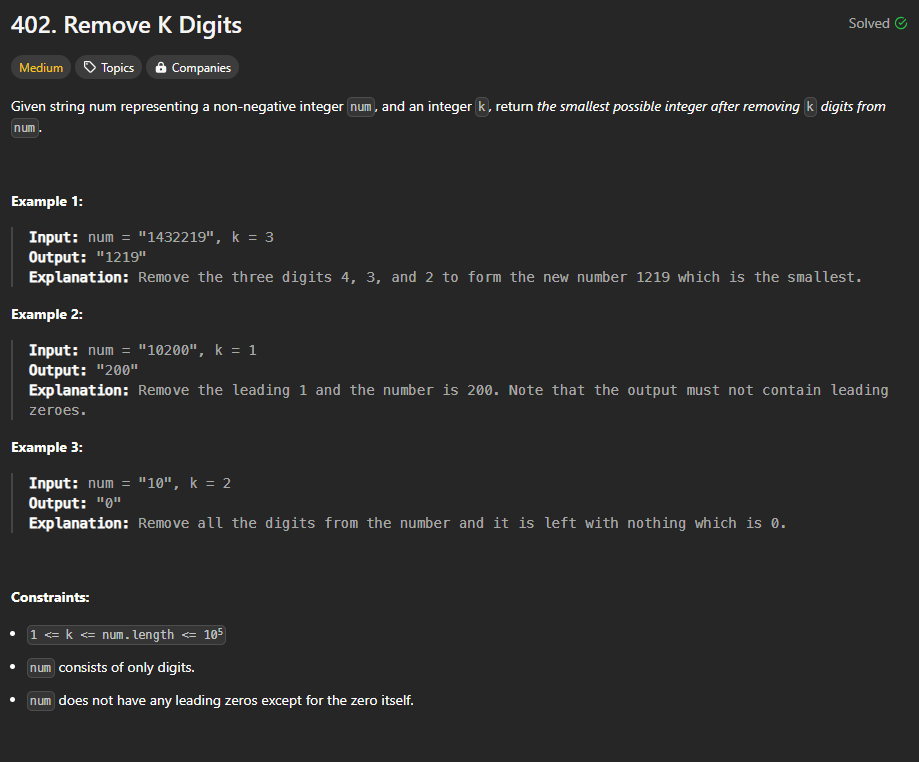 402. Remove K Digits
Solved
Medium
Topics
Companies
Given string num representing a non-negative integer num, and an integer k, return the smallest possible integer after removing k digits from
num.
Example 1:
Input: num = "1432219", k = 3
Output: "1219"
Explanation: Remove the three digits 4, 3, and 2 to form the new number 1219 which is the smallest.
Example 2:
Input: num = "10200", k = 1
Output: "200"
Explanation: Remove the leading 1 and the number is 200. Note that the output must not contain leading
zeroes.
Example 3:
Input: num = "10", k = 2
Output: "0"
Explanation: Remove all the digits from the number and it is left with nothing which is 0.
Constraints:
• 1 <= k <= num.length <= 10⁵
• num consists of only digits.
• num does not have any leading zeros except for the zero itself.